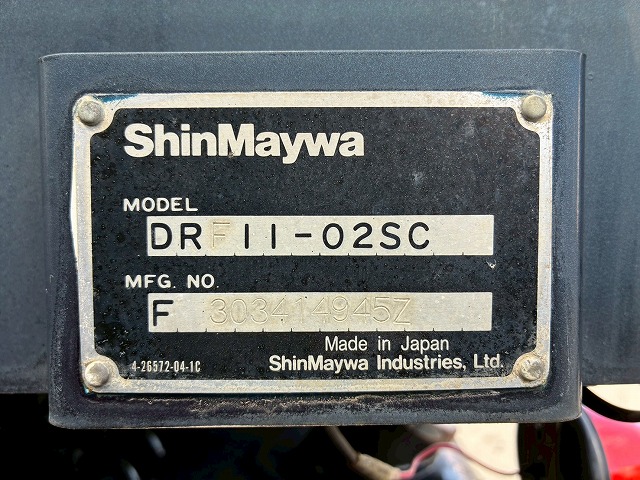 ShinMaywa
MODEL
DRF11-02SC
MFG. NO.
F 303414945Z
Made in Japan
4-26572-04-1C
ShinMaywa Industries, Ltd.